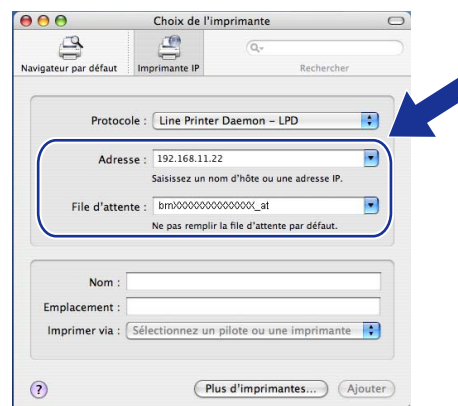 Choix de l'imprimante
Navigateur par défaut
Imprimante IP
Rechercher
Protocole : Line Printer Daemon – LPD
Adresse : 192.168.11.22
Saisissez un nom d'hôte ou une adresse IP.
File d'attente : brnXXXXXXXXXXXX_at
Ne pas remplir la file d'attente par défaut.
Nom :
Emplacement :
Imprimer via : Sélectionnez un pilote ou une imprimante
? Plus d'imprimantes... Ajouter